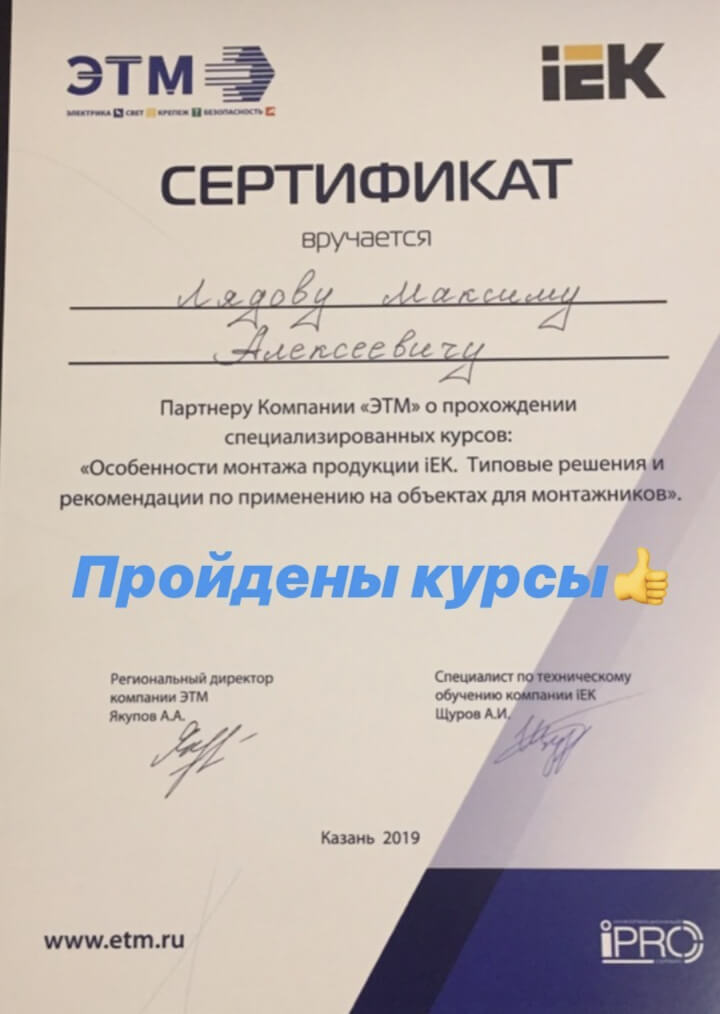 ЭТМ
ЭЛЕКТРИКА СВЕТ КРЕПЕЖ БЕЗОПАСНОСТЬ
iEK
СЕРТИФИКАТ
вручается
Лядову Максиму
Алексеевичу
Партнеру Компании «ЭТМ» о прохождении
специализированных курсов:
«Особенности монтажа продукции iEK. Типовые решения и
рекомендации по применению на объектах для монтажников».
Пройдены курсы👍
Региональный директор
компании ЭТМ
Якупов А.А.
Специалист по техническому
обучению компании iEK
Щуров А.И.
Казань 2019
www.etm.ru
iPRO